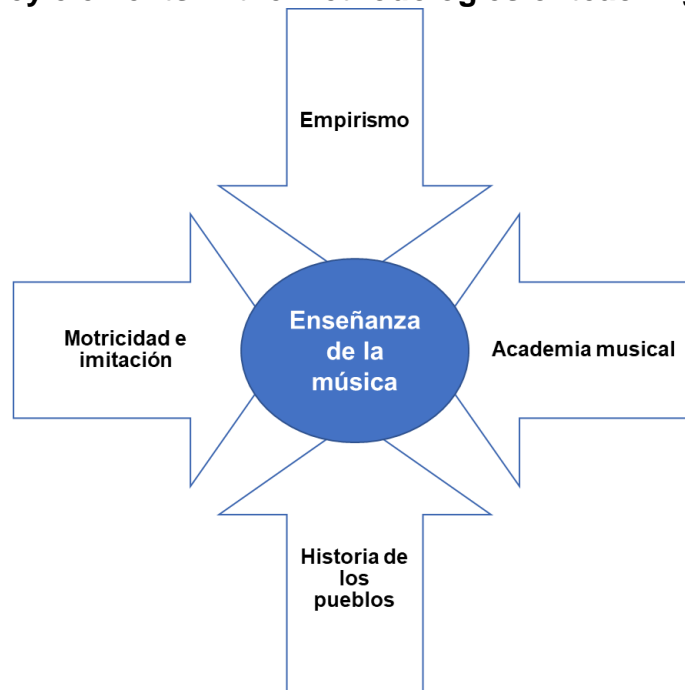 Empirismo
Motricidad e
imitación
Enseñanza
de la
música
Academia musical
Historia de
los
pueblos